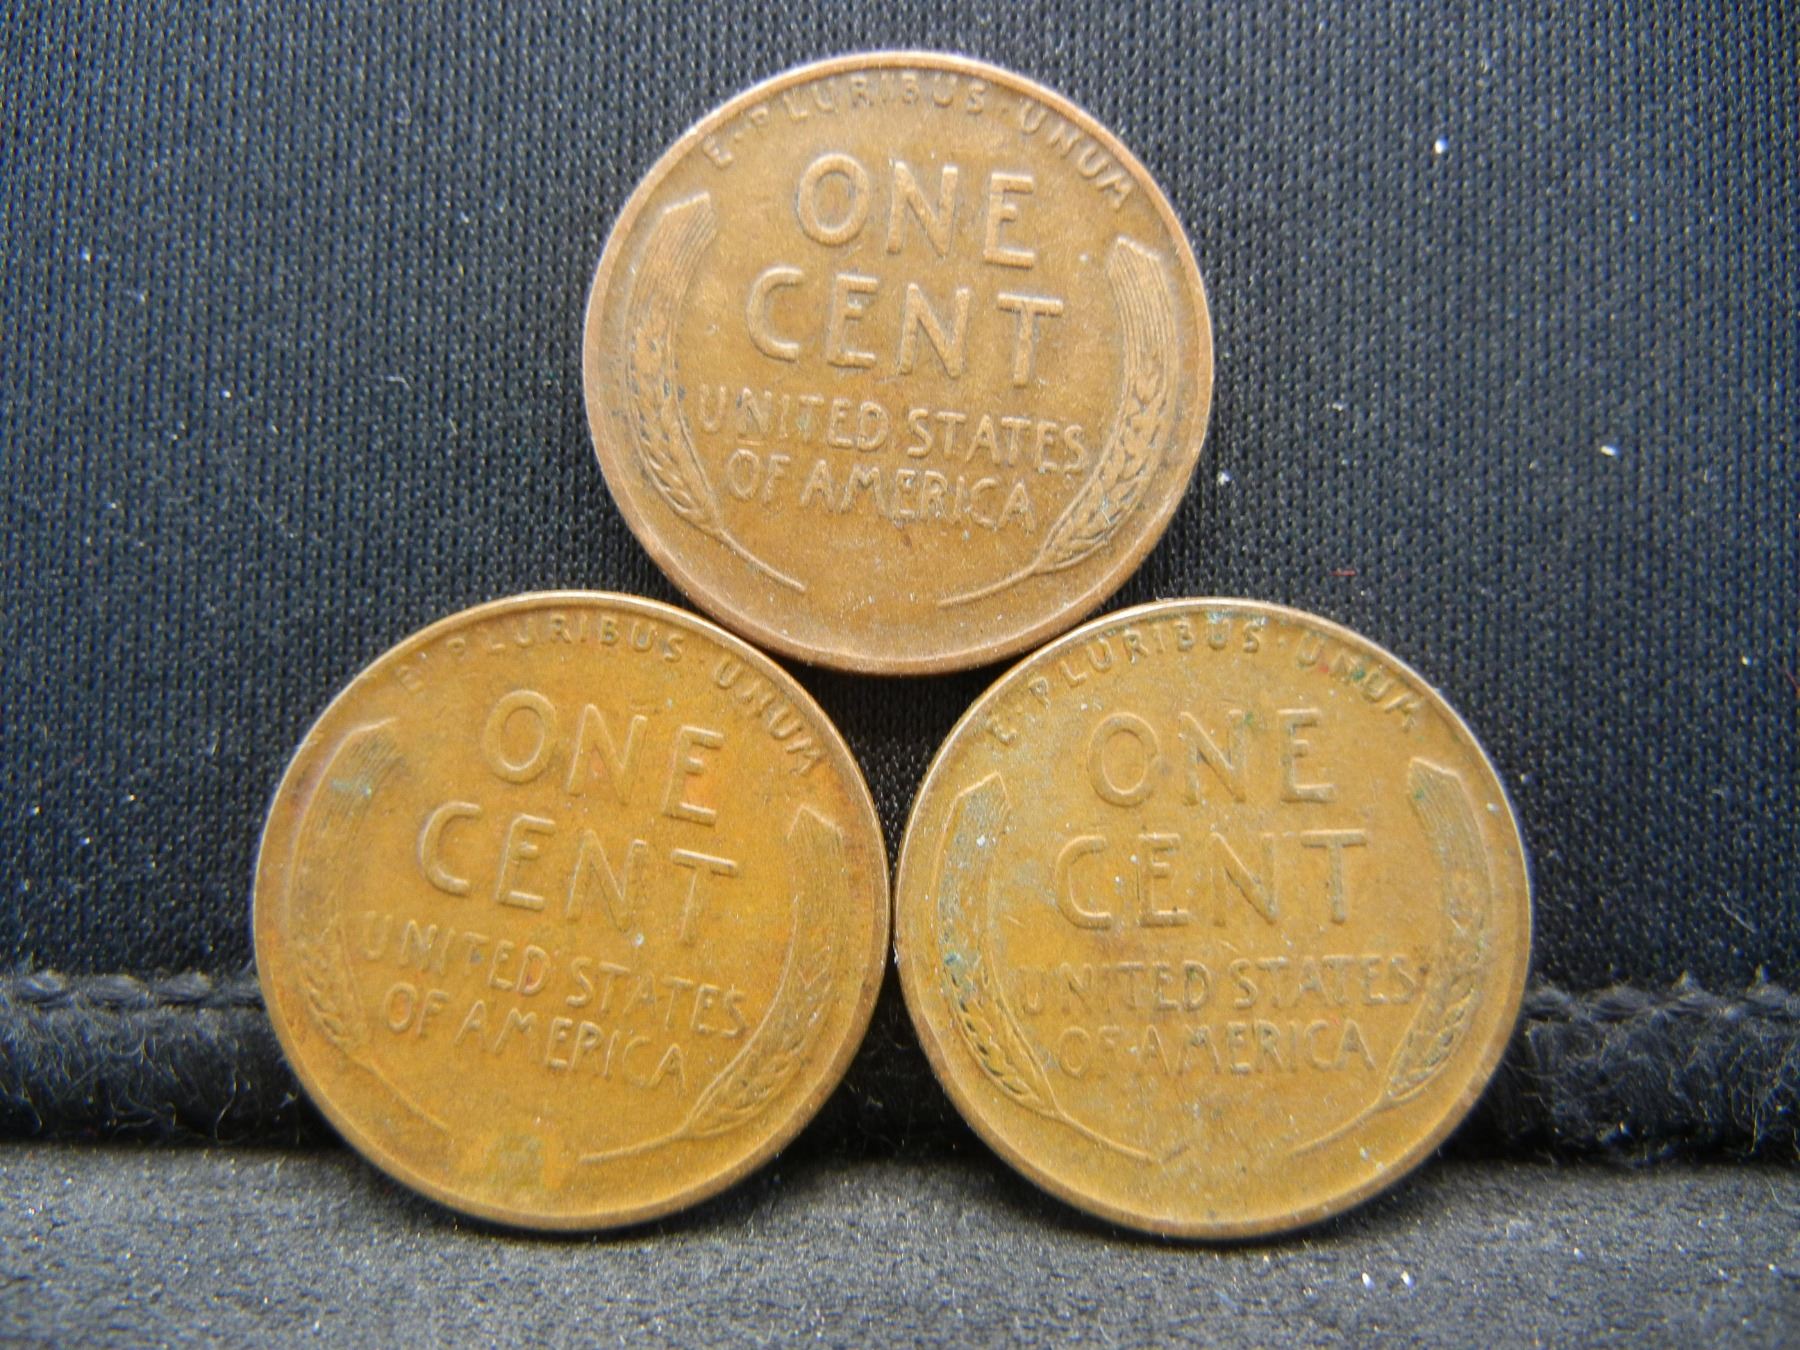 E·PLURIBUS·UNUM
ONE
CENT
UNITED STATES
OF AMERICA
E·PLURIBUS·UNUM
ONE
CENT
UNITED STATES
OF AMERICA
E·PLURIBUS·UNUM
ONE
CENT
UNITED STATES
OF AMERICA